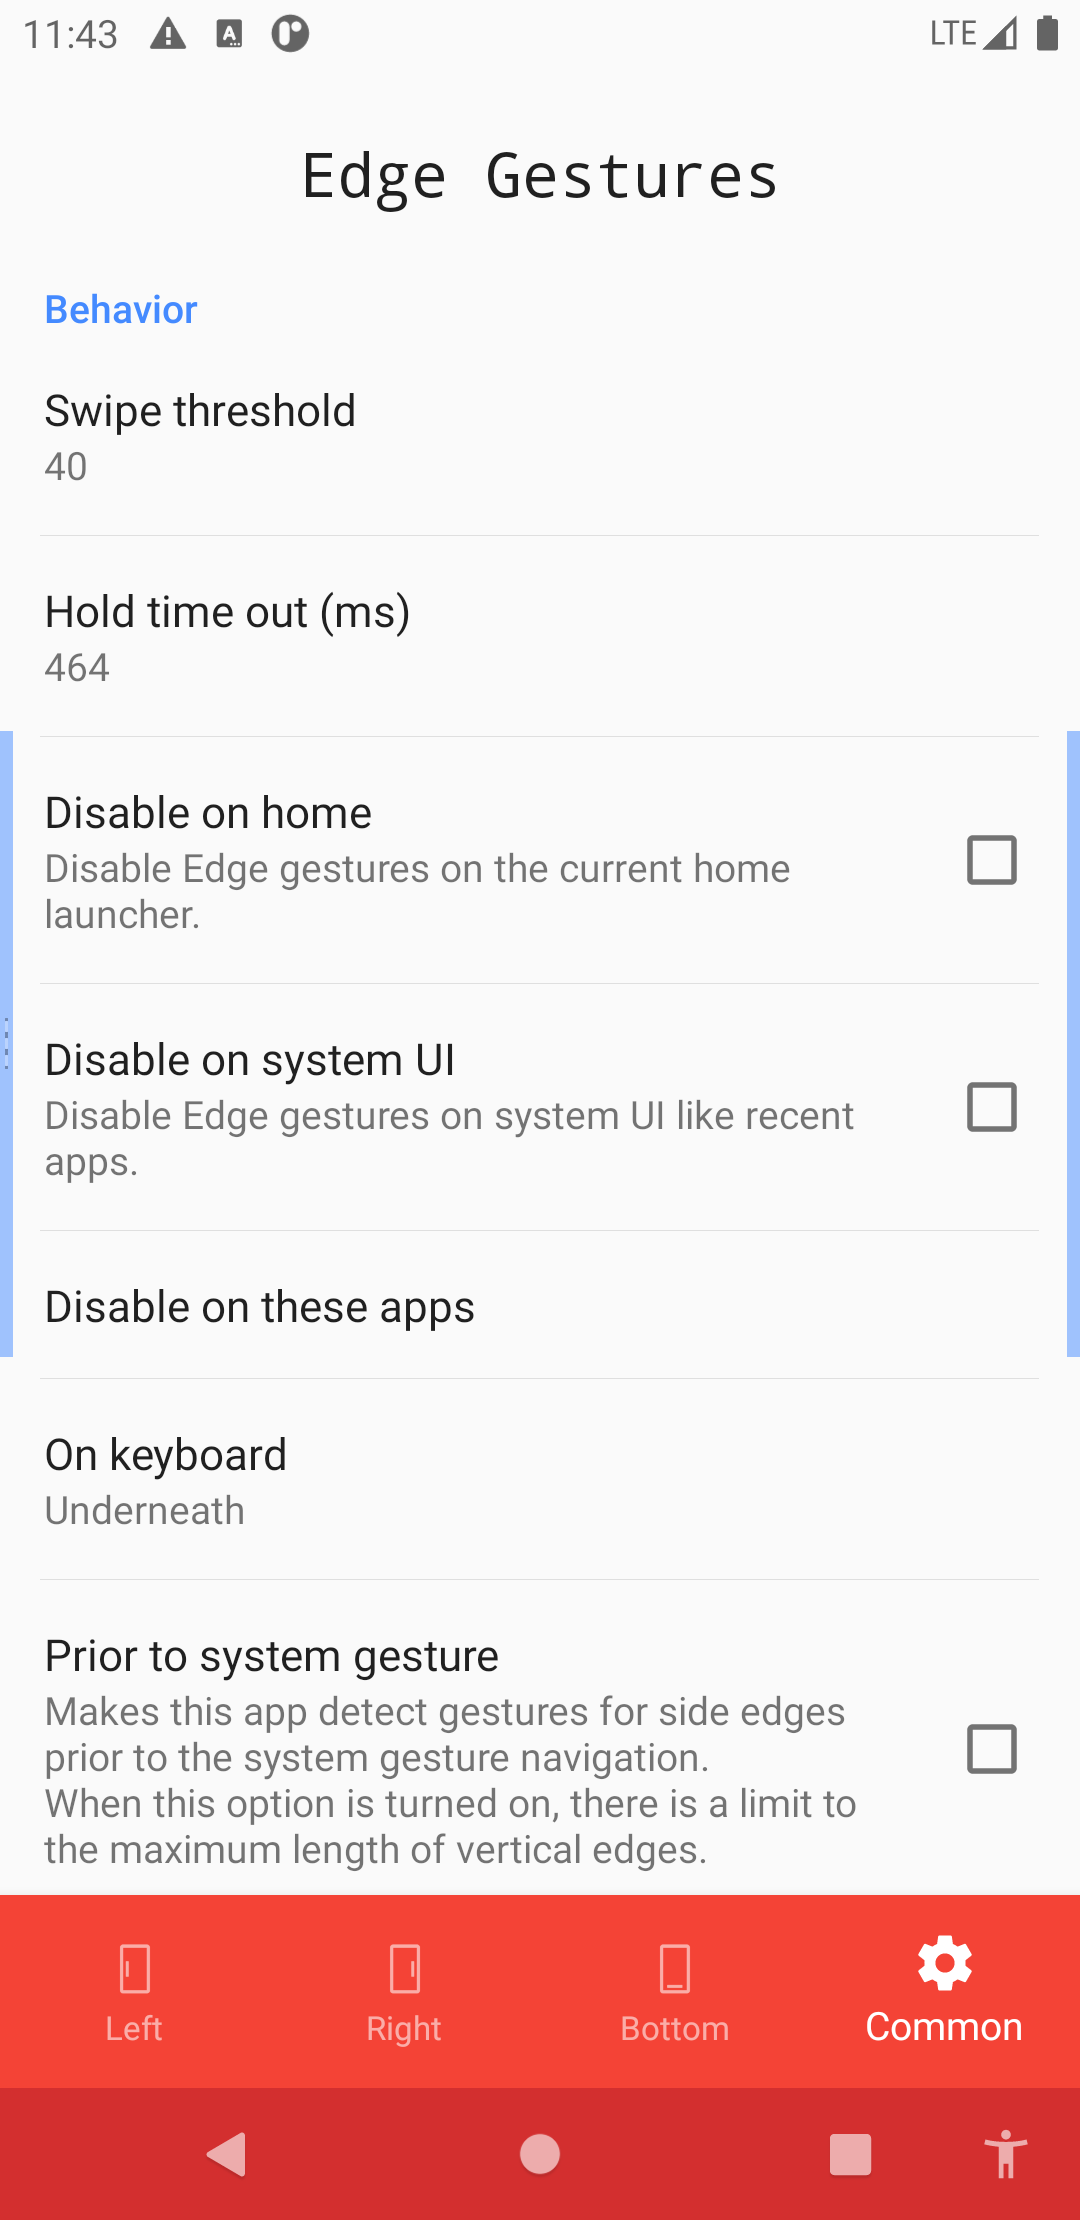 11:43
LTE
Edge Gestures
Behavior
Swipe threshold
40
Hold time out (ms)
464
Disable on home
Disable Edge gestures on the current home
launcher.
Disable on system UI
Disable Edge gestures on system UI like recent
apps.
Disable on these apps
On keyboard
Underneath
Prior to system gesture
Makes this app detect gestures for side edges
prior to the system gesture navigation.
When this option is turned on, there is a limit to
the maximum length of vertical edges.
Left
Right
Bottom
Common